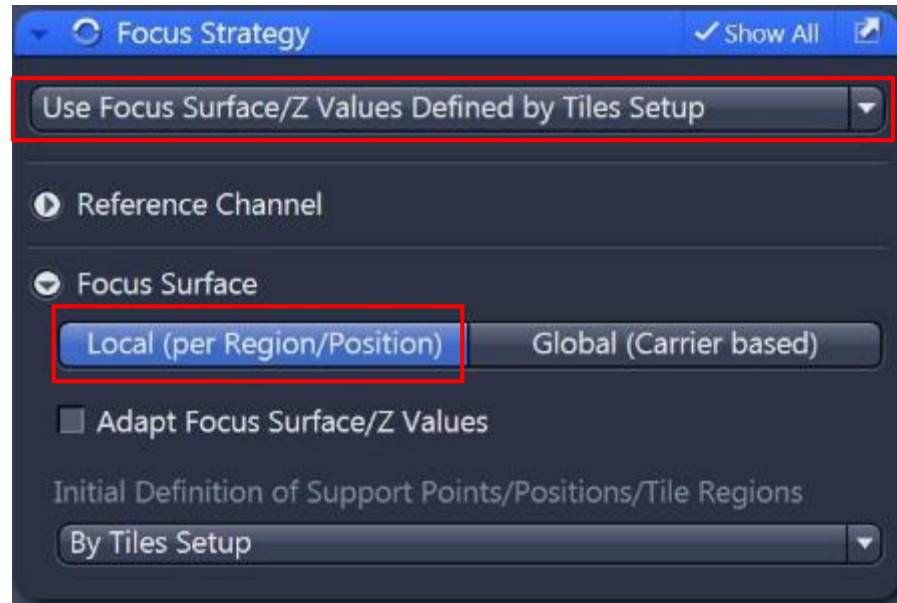 Focus Strategy Show All
Use Focus Surface/Z Values Defined by Tiles Setup
Reference Channel
Focus Surface
Local (per Region/Position) Global (Carrier based)
Adapt Focus Surface/Z Values
Initial Definition of Support Points/Positions/Tile Regions
By Tiles Setup